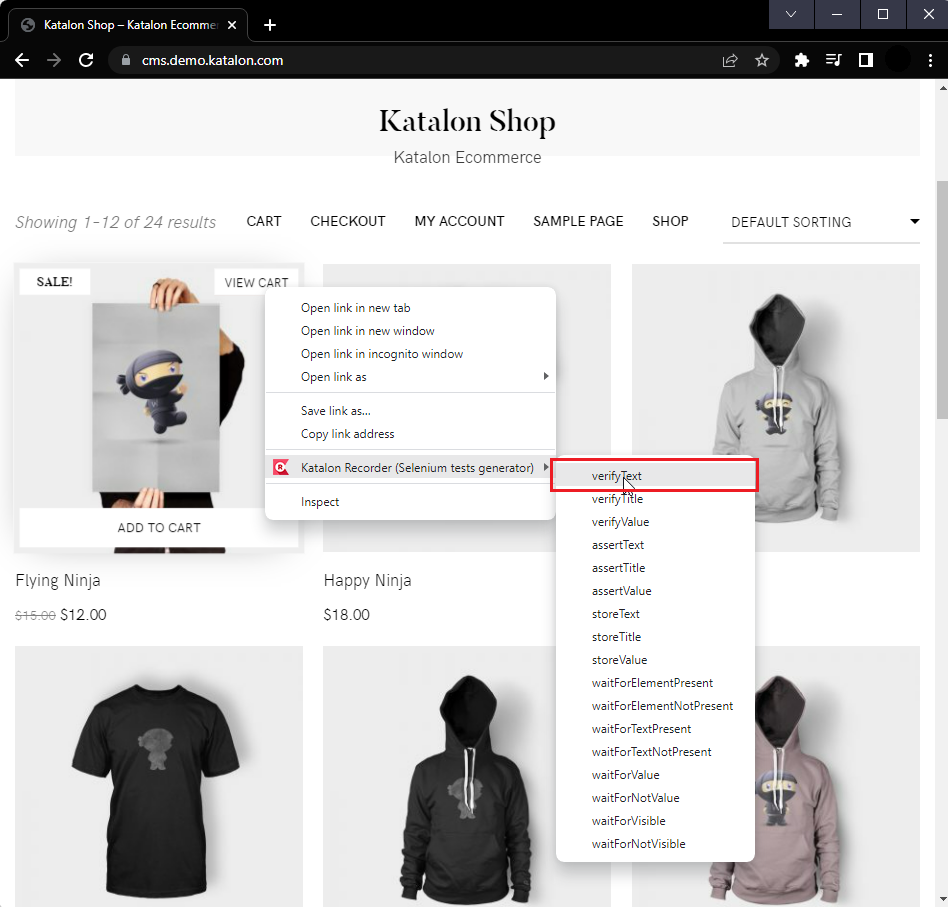 Katalon Shop – Katalon Ecomme
cms.demo.katalon.com
Katalon Shop
Katalon Ecommerce
Showing 1–12 of 24 results
CART
CHECKOUT
MY ACCOUNT
SAMPLE PAGE
SHOP
DEFAULT SORTING
SALE!
VIEW CART
ADD TO CART
Open link in new tab
Open link in new window
Open link in incognito window
Open link as
Save link as...
Copy link address
Katalon Recorder (Selenium tests generator)
Inspect
verifyText
verifyTitle
verifyValue
assertText
assertTitle
assertValue
storeText
storeTitle
storeValue
waitForElementPresent
waitForElementNotPresent
waitForTextPresent
waitForTextNotPresent
waitForValue
waitForNotValue
waitForVisible
waitForNotVisible
Flying Ninja
$15.00 $12.00
Happy Ninja
$18.00